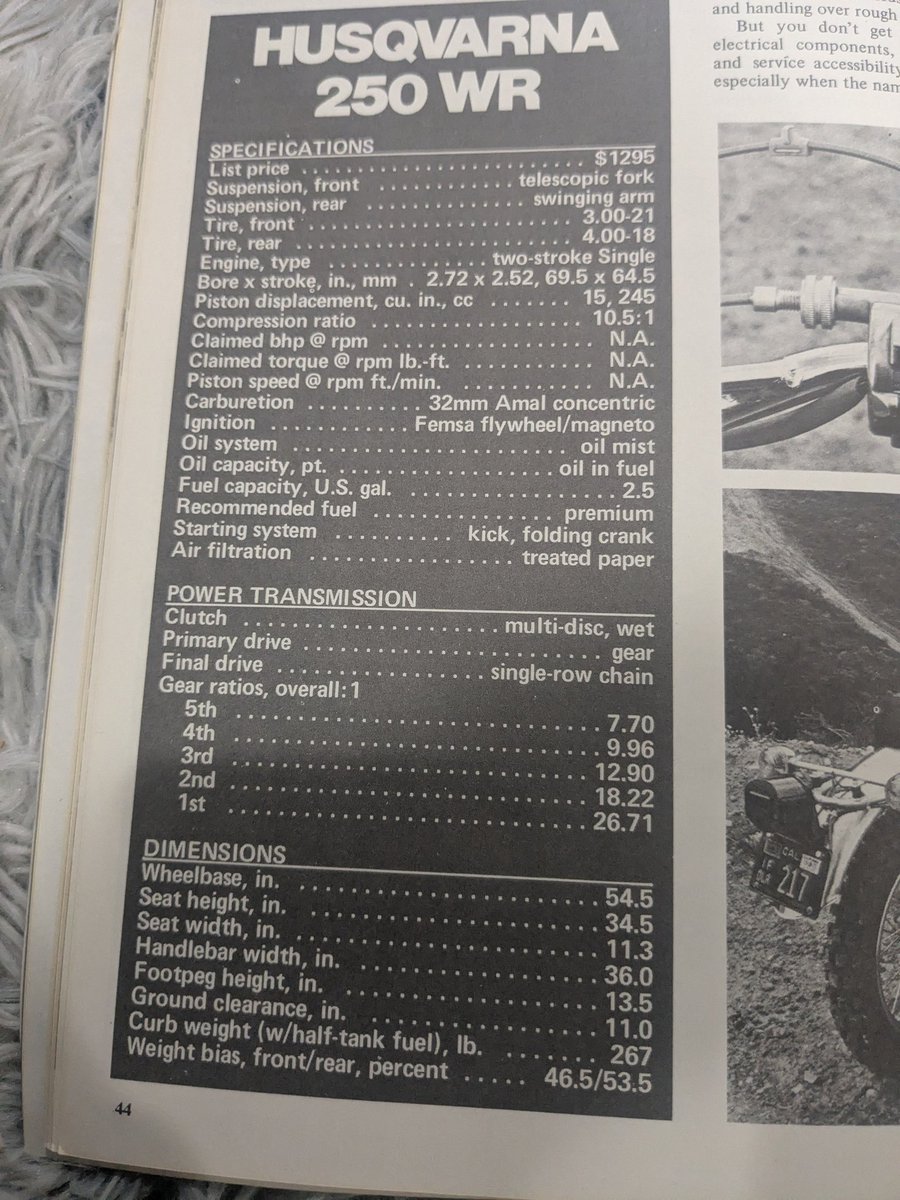 HUSQVARNA
250 WR
SPECIFICATIONS
List price .............................. $1295
Suspension, front ............ telescopic fork
Suspension, rear .............. swinging arm
Tire, front ............................ 3.00-21
Tire, rear ............................. 4.00-18
Engine, type ................ two-stroke Single
Bore x stroke, in., mm . 2.72 x 2.52, 69.5 x 64.5
Piston displacement, cu. in., cc ....... 15, 245
Compression ratio .................. 10.5:1
Claimed bhp @ rpm .................. N.A.
Claimed torque @ rpm lb.-ft. ........... N.A.
Piston speed @ rpm ft./min. ........... N.A.
Carburetion ......... 32mm Amal concentric
Ignition ............ Femsa flywheel/magneto
Oil system ......................... oil mist
Oil capacity, pt. .................. oil in fuel
Fuel capacity, U.S. gal. ................. 2.5
Recommended fuel ............... premium
Starting system .......... kick, folding crank
Air filtration ............... treated paper
POWER TRANSMISSION
Clutch ..................... multi-disc, wet
Primary drive ......................... gear
Final drive ................ single-row chain
Gear ratios, overall:1
5th .............................. 7.70
4th .............................. 9.96
3rd .............................. 12.90
2nd .............................. 18.22
1st .............................. 26.71
DIMENSIONS
Wheelbase, in. ........................ 54.5
Seat height, in. ....................... 34.5
Seat width, in. ........................ 11.3
Handlebar width, in. ................... 36.0
Footpeg height, in. .................... 13.5
Ground clearance, in. .................. 11.0
Curb weight (w/half-tank fuel), lb. ....... 267
Weight bias, front/rear, percent ..... 46.5/53.5
44
and handling over rough
But you don't get
electrical components,
and service accessibility
especially when the nam
CAL
217